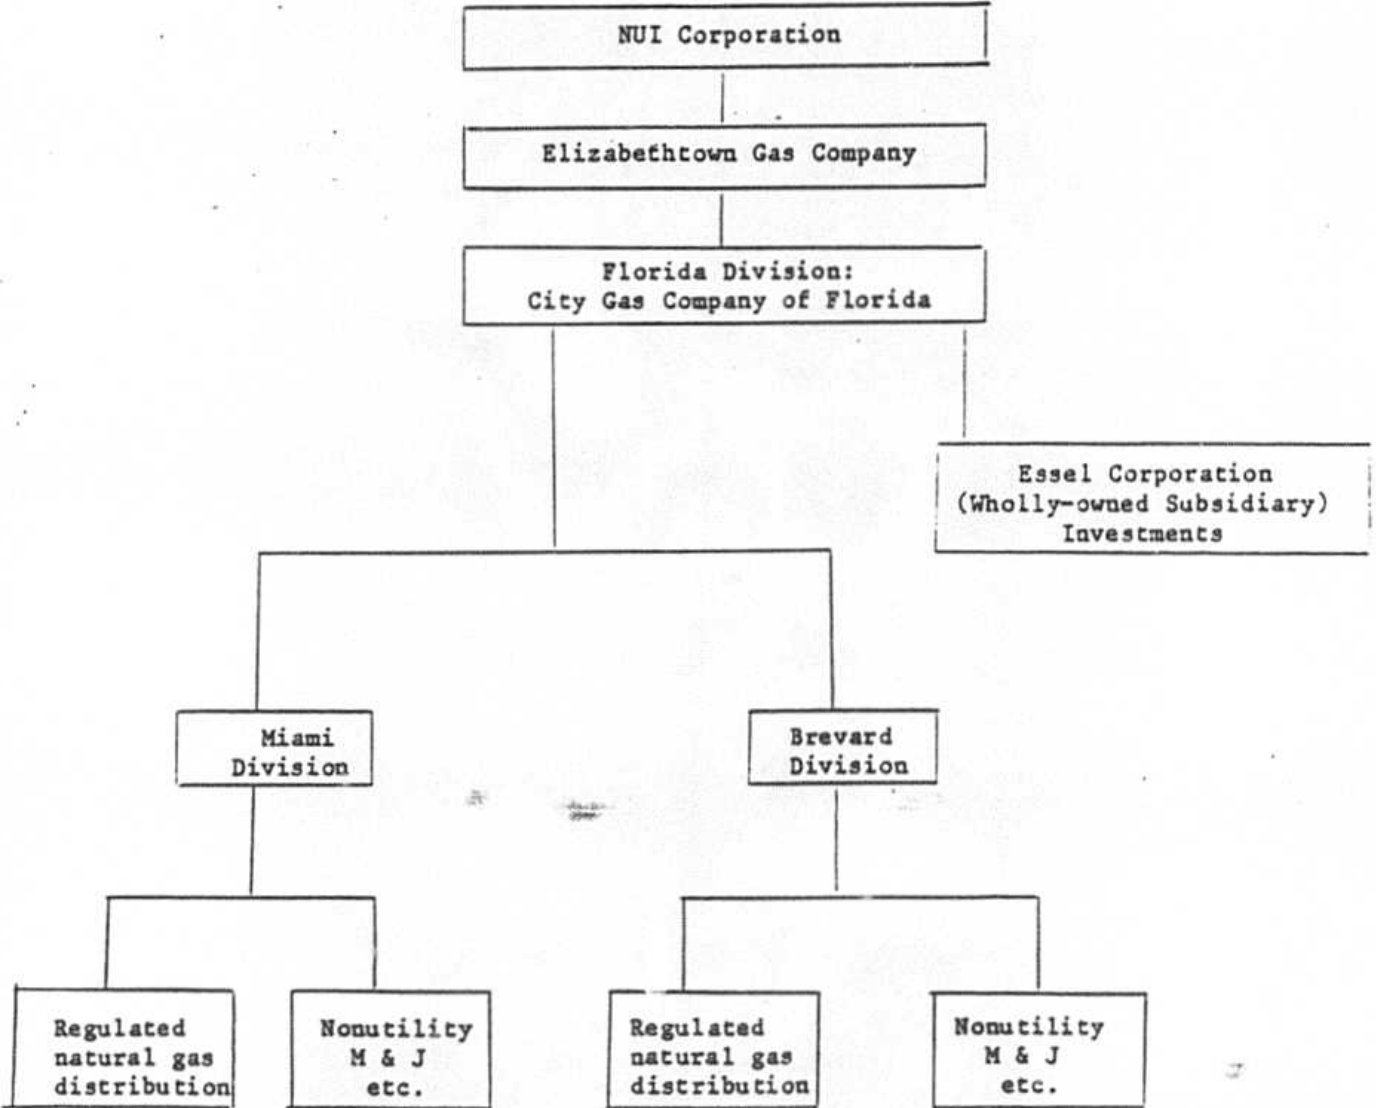 NUI Corporation
Elizabethtown Gas Company
Florida Division:
City Gas Company of Florida
Essel Corporation
(Wholly-owned Subsidiary)
Investments
Miami
Division
Brevard
Division
Regulated
natural gas
distribution
Nonutility
M & J
etc.
Regulated
natural gas
distribution
Nonutility
M & J
etc.